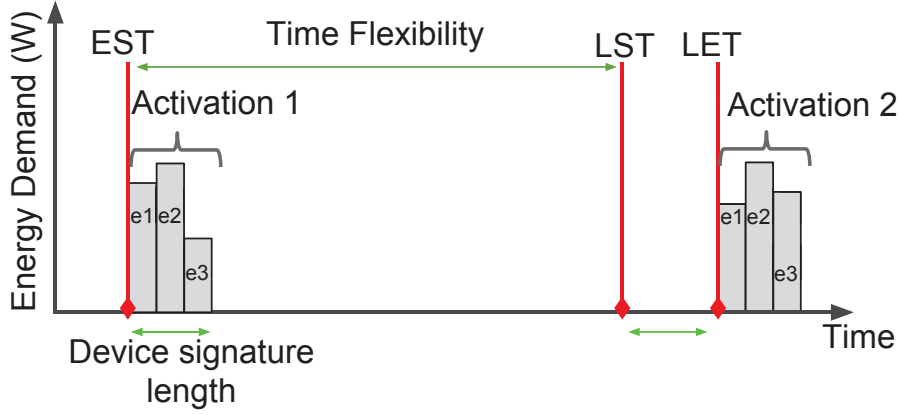 EST
Time Flexibility
LST
LET
Activation 1
Activation 2
Energy Demand (W)
e1
e2
e3
e1
e2
e3
Time
Device signature
length